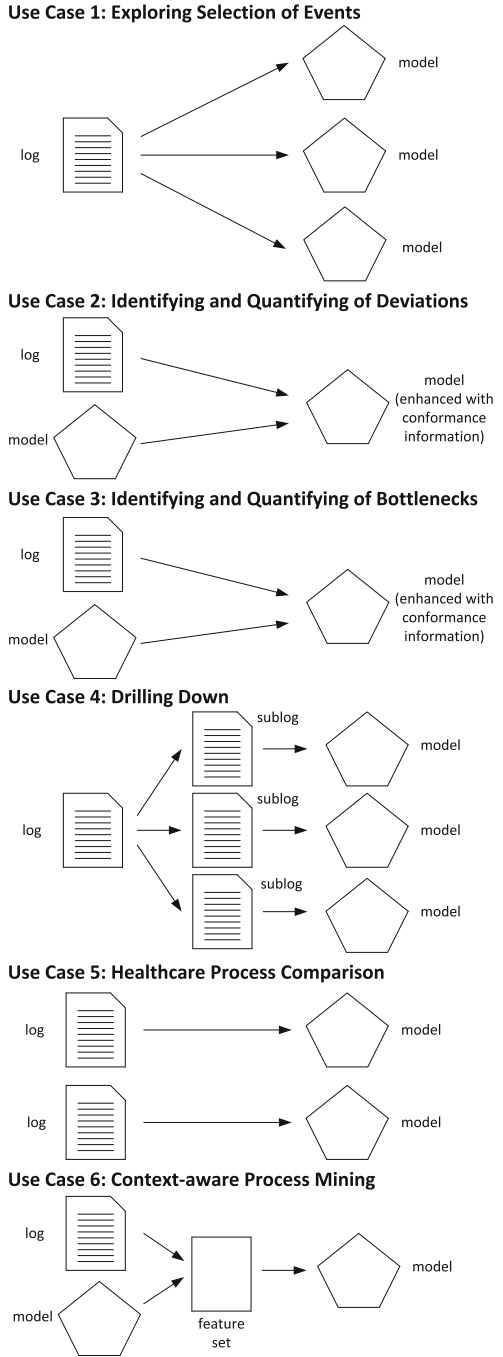 Use Case 1: Exploring Selection of Events
model
log
model
model
Use Case 2: Identifying and Quantifying of Deviations
log
model
(enhanced with
conformance
information)
model
Use Case 3: Identifying and Quantifying of Bottlenecks
log
model
(enhanced with
conformance
information)
model
Use Case 4: Drilling Down
sublog
model
sublog
log
model
sublog
model
Use Case 5: Healthcare Process Comparison
log
model
log
model
Use Case 6: Context-aware Process Mining
log
model
model
feature
set